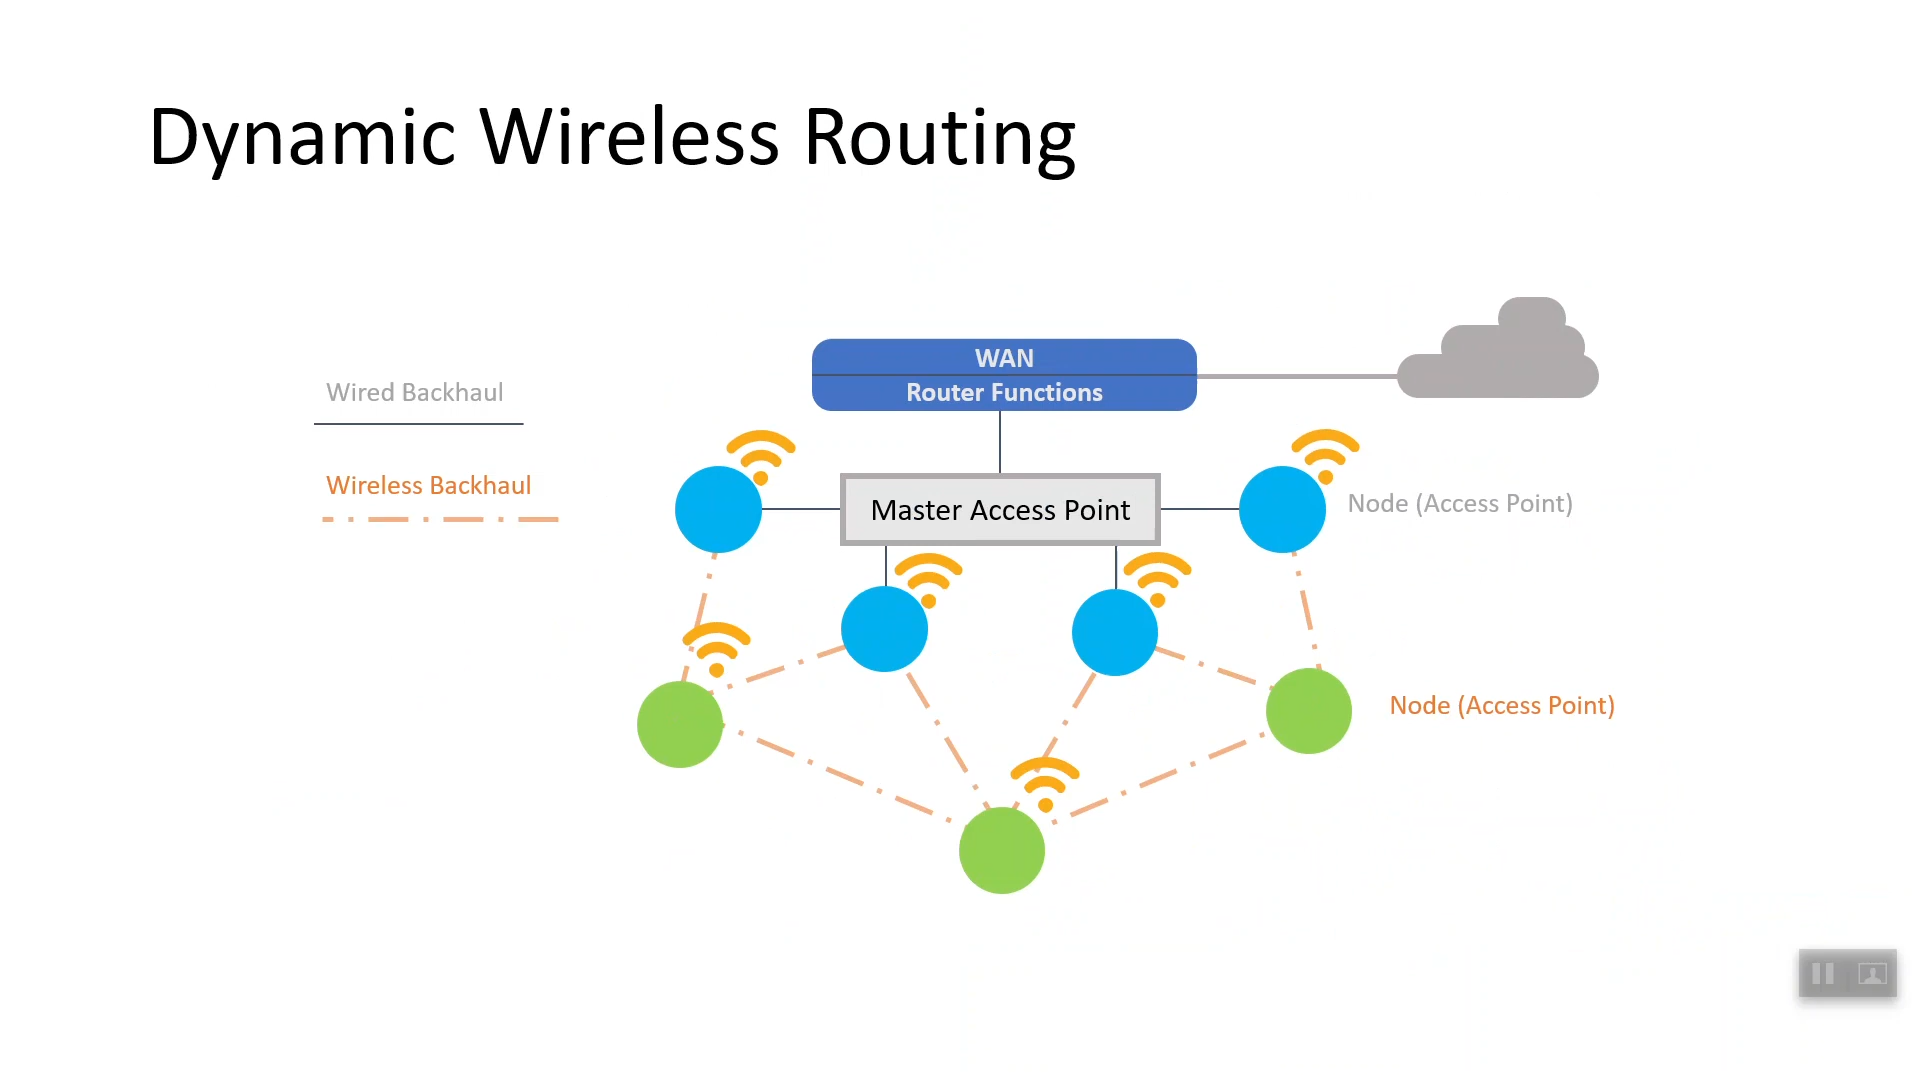 Dynamic Wireless Routing
WAN
Router Functions
Wired Backhaul
Wireless Backhaul
Master Access Point
Node (Access Point)
Node (Access Point)